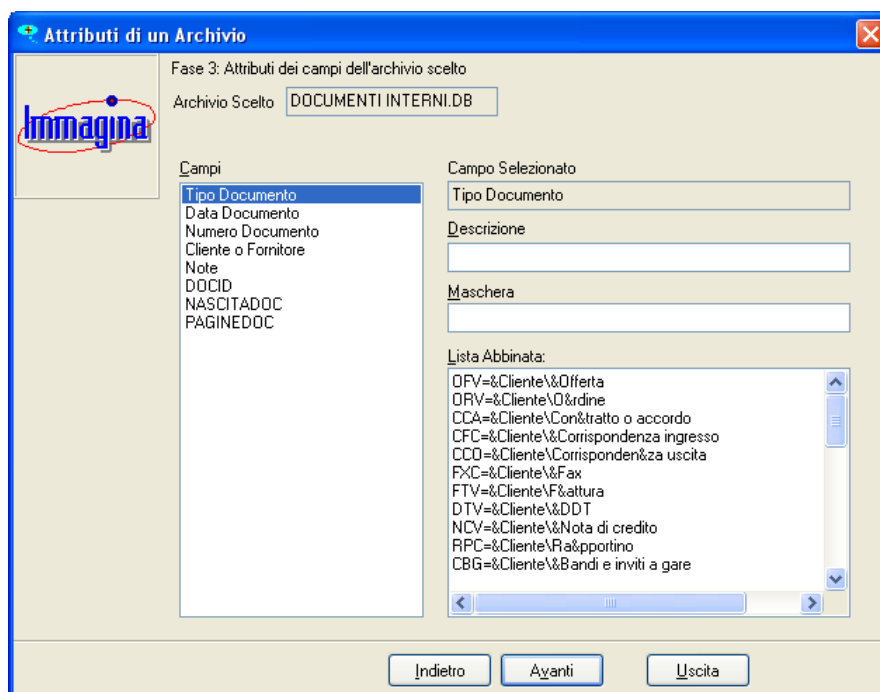 Attributi di un Archivio
Immagina
Fase 3: Attributi dei campi dell'archivio scelto
Archivio Scelto DOCUMENTI INTERNI.DB
Campi
Tipo Documento
Data Documento
Numero Documento
Cliente o Fornitore
Note
DOCID
NASCITADOC
PAGINEDOC
Campo Selezionato
Tipo Documento
Descrizione
Maschera
Lista Abbinata:
OFV=&Cliente\&Offerta
ORV=&Cliente\O&rdine
CCA=&Cliente\Con&tratto o accordo
CFC=&Cliente\&Corrispondenza ingresso
CCO=&Cliente\Corrisponden&za uscita
FXC=&Cliente\&Fax
FTV=&Cliente\F&attura
DTV=&Cliente\&DDT
NCV=&Cliente\&Nota di credito
RPC=&Cliente\Ra&pportino
CBG=&Cliente\&Bandi e inviti a gare
Indietro Avanti Uscita